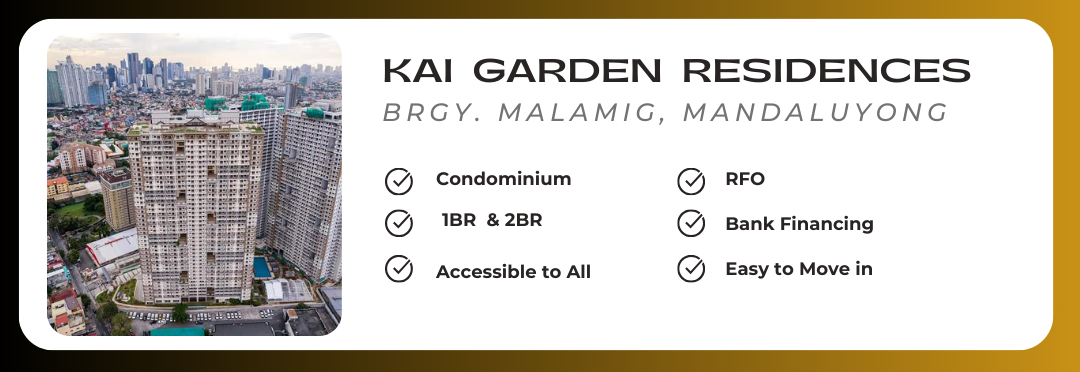 KAI GARDEN RESIDENCES
BRGY. MALAMIG, MANDALUYONG
Condominium
1BR & 2BR
Accessible to All
RFO
Bank Financing
Easy to Move in